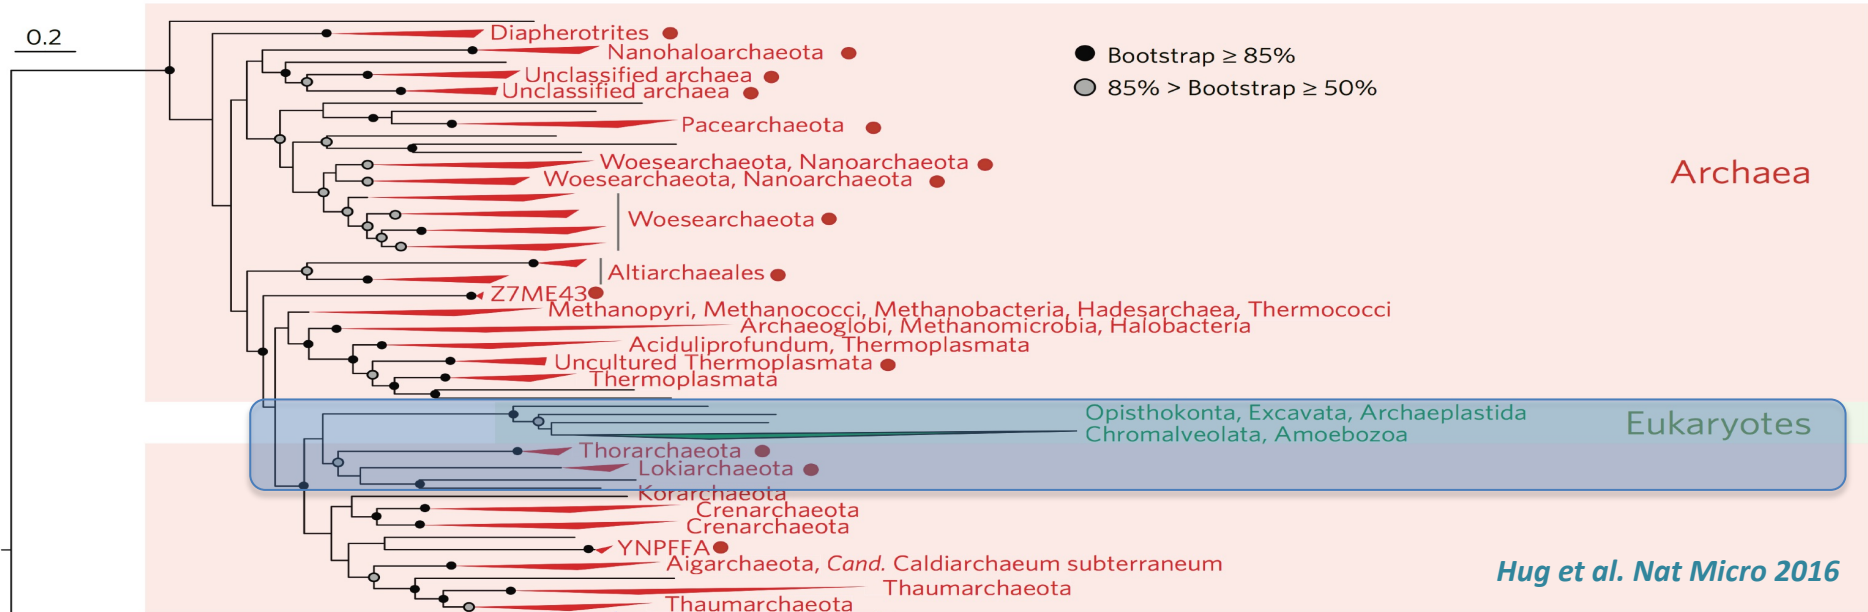 0.2
Diapherotrites
Nanohaloarchaeota
Bootstrap ≥ 85%
Unclassified archaea
85% > Bootstrap ≥ 50%
Unclassified archaea
Pacearchaeota
Woesearchaeota, Nanoarchaeota
Archaea
Woesearchaeota, Nanoarchaeota
Woesearchaeota
Altiarchaeales
Z7ME43
Methanopyri, Methanococci, Methanobacteria, Hadesarchaea, Thermococci
Archaeoglobi, Methanomicrobia, Halobacteria
Aciduliprofundum, Thermoplasmata
Uncultured Thermoplasmata
Thermoplasmata
Opisthokonta, Excavata, Archaeplastida
Eukaryotes
Chromalveolata, Amoebozoa
Thorarchaeota
Lokiarchaeota
Korarchaeota
Crenarchaeota
Crenarchaeota
YNPFFA
Aigarchaeota, Cand. Caldiarchaeum subterraneum
Hug et al. Nat Micro 2016
Thaumarchaeota
Thaumarchaeota